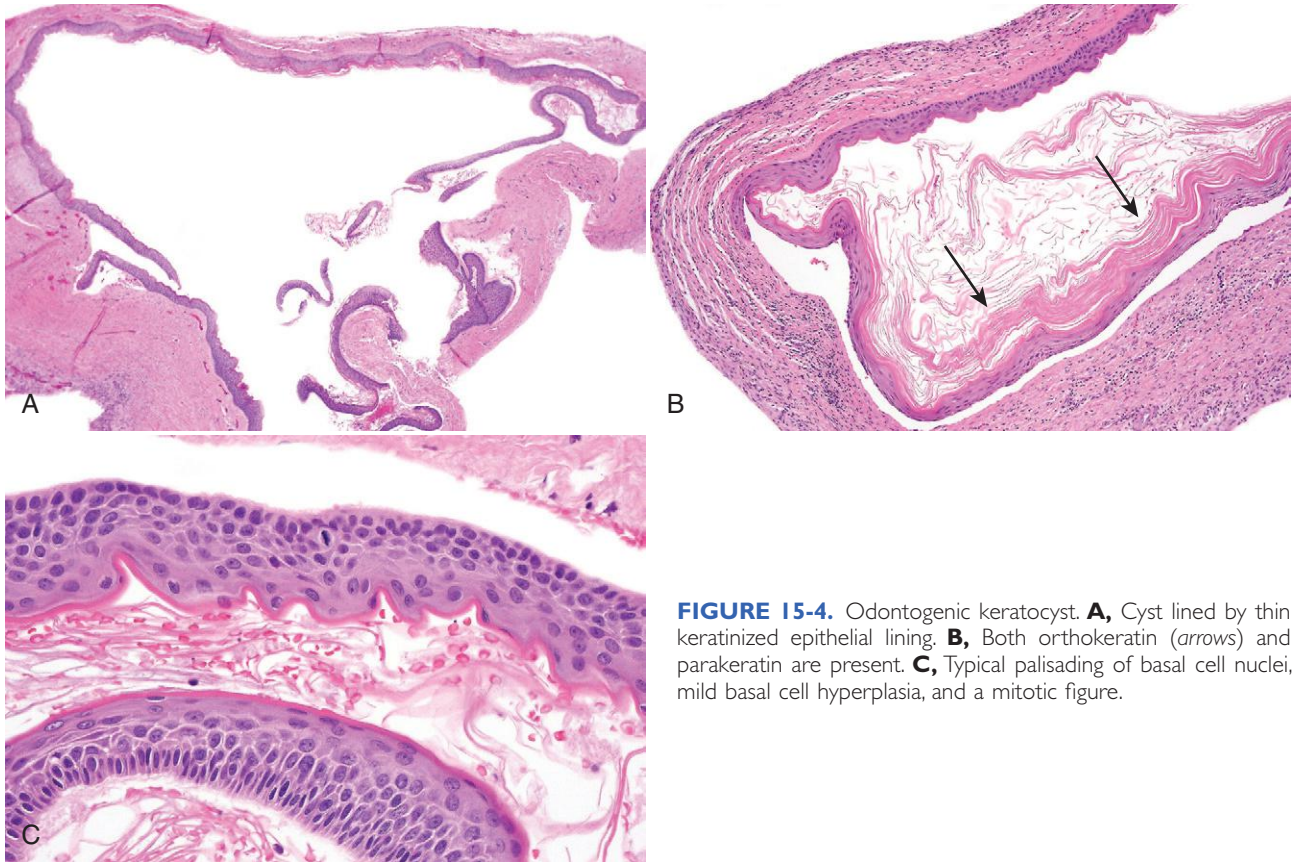 A
B
C
FIGURE 15-4. Odontogenic keratocyst. A, Cyst lined by thin
keratinized epithelial lining. B, Both orthokeratin (arrows) and
parakeratin are present. C, Typical palisading of basal cell nuclei,
mild basal cell hyperplasia, and a mitotic figure.